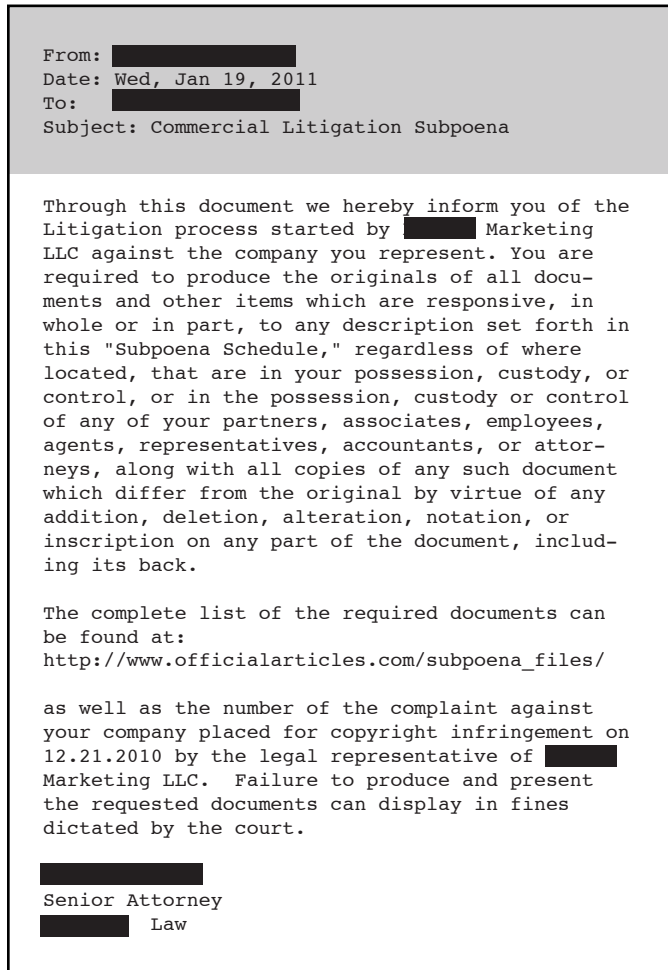 From:
Date: Wed, Jan 19, 2011
To:
Subject: Commercial Litigation Subpoena
Through this document we hereby inform you of the
Litigation process started by Marketing
LLC against the company you represent. You are
required to produce the originals of all docu-
ments and other items which are responsive, in
whole or in part, to any description set forth in
this "Subpoena Schedule," regardless of where
located, that are in your possession, custody, or
control, or in the possession, custody or control
of any of your partners, associates, employees,
agents, representatives, accountants, or attor-
neys, along with all copies of any such document
which differ from the original by virtue of any
addition, deletion, alteration, notation, or
inscription on any part of the document, includ-
ing its back.
The complete list of the required documents can
be found at:
http://www.officialarticles.com/subpoena_files/
as well as the number of the complaint against
your company placed for copyright infringement on
12.21.2010 by the legal representative of
Marketing LLC.  Failure to produce and present
the requested documents can display in fines
dictated by the court.
Senior Attorney
Law